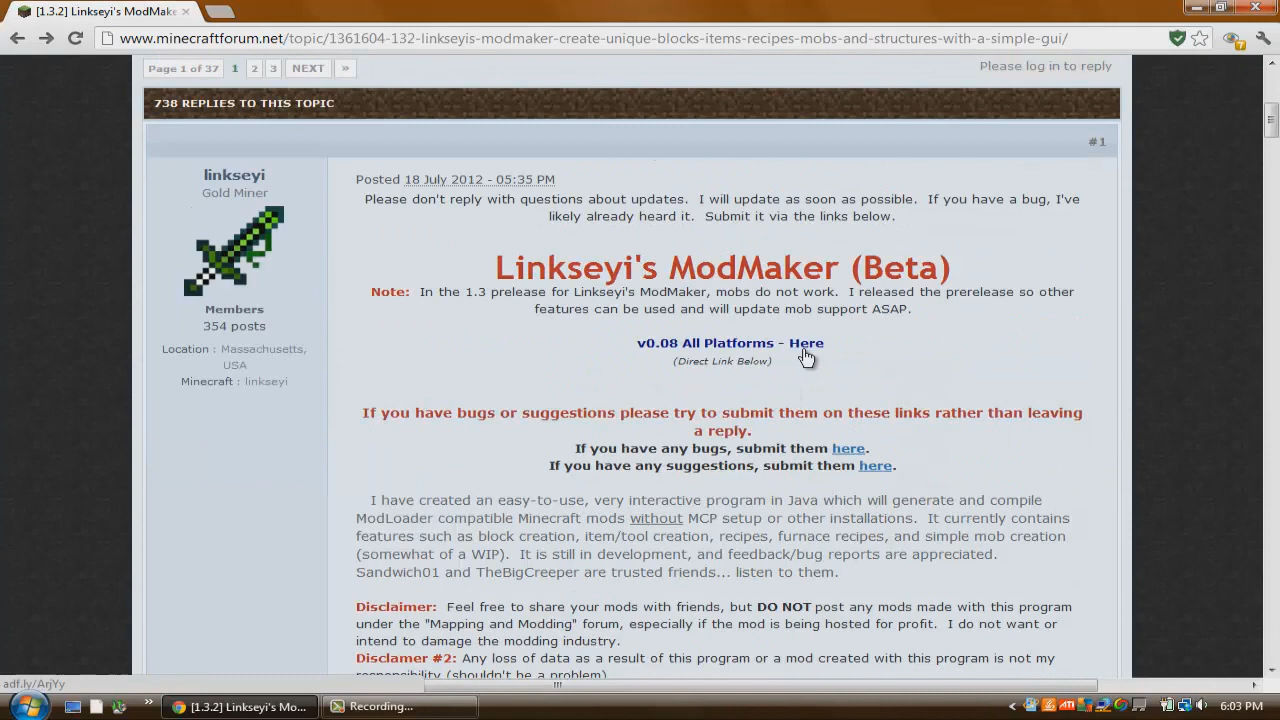 [1.3.2] Linkseyi's ModMake
www.minecraftforum.net/topic/1361604-132-linkseyis-modmaker-create-unique-blocks-items-recipes-mobs-and-structures-with-a-simple-gui/
7
Page 1 of 37 1 2 3 NEXT »
Please log in to reply
738 REPLIES TO THIS TOPIC
#1
linkseyi
Gold Miner
Members
354 posts
Location : Massachusetts,
USA
Minecraft : linkseyi
Posted 18 July 2012 - 05:35 PM
Please don't reply with questions about updates. I will update as soon as possible. If you have a bug, I've
likely already heard it. Submit it via the links below.
Linkseyi's ModMaker (Beta)
Note: In the 1.3 prelease for Linkseyi's ModMaker, mobs do not work. I released the prerelease so other
features can be used and will update mob support ASAP.
v0.08 All Platforms - Here
(Direct Link Below)
If you have bugs or suggestions please try to submit them on these links rather than leaving
a reply.
If you have any bugs, submit them here.
If you have any suggestions, submit them here.
I have created an easy-to-use, very interactive program in Java which will generate and compile
ModLoader compatible Minecraft mods without MCP setup or other installations. It currently contains
features such as block creation, item/tool creation, recipes, furnace recipes, and simple mob creation
(somewhat of a WIP). It is still in development, and feedback/bug reports are appreciated.
Sandwich01 and TheBigCreeper are trusted friends... listen to them.
Disclaimer: Feel free to share your mods with friends, but DO NOT post any mods made with this program
under the "Mapping and Modding" forum, especially if the mod is being hosted for profit. I do not want or
intend to damage the modding industry.
Disclamer #2: Any loss of data as a result of this program or a mod created with this program is not my
responsibility (shouldn't be a problem)
adf.ly/ArjYy
[1.3.2] Linkseyi's Mo...
Recording...
ATI
6:03 PM